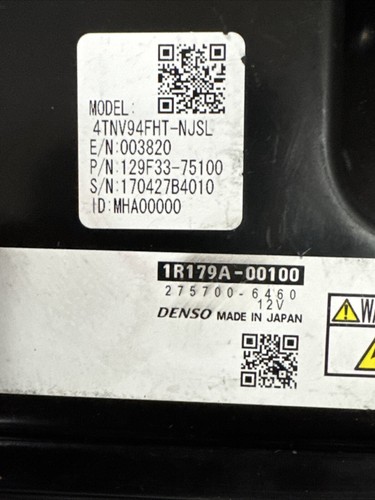 MODEL:
4TNV94FHT-NJSL
E/N:003820
P/N:129F33-75100
S/N:170427B4010
ID:MHA00000
1R179A-00100
275700-6460
12V
DENSO MADE IN JAPAN